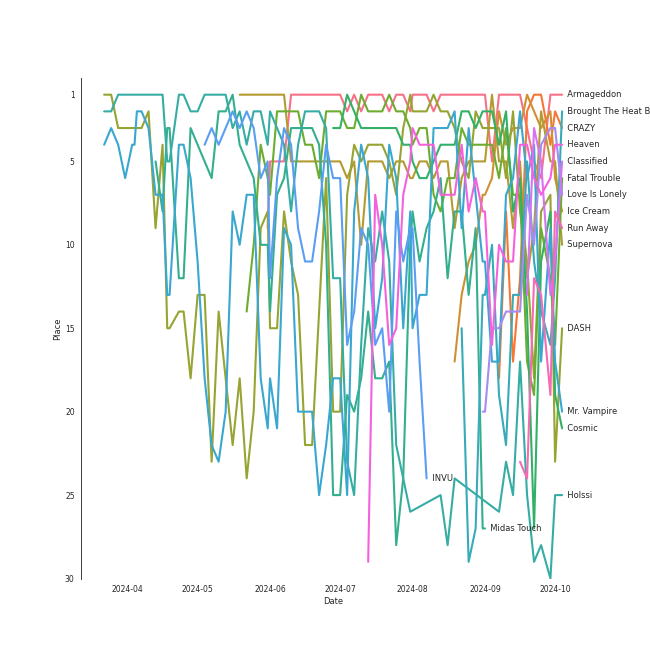 1
Armageddon
Brought The Heat B
CRAZY
Heaven
5
Classified
Fatal Trouble
Love Is Lonely
Ice Cream
Run Away
10
Supernova
15
DASH
Place
20
Mr. Vampire
Cosmic
INVU
25
Holssi
Midas Touch
30
2024-04
2024-05
2024-06
2024-07
2024-08
2024-09
2024-10
Date